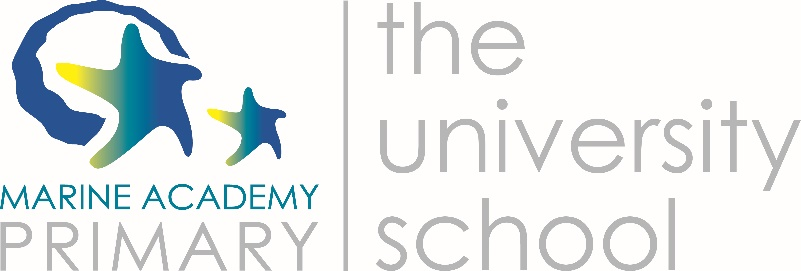 MARINE ACADEMY
PRIMARY
the
university
school